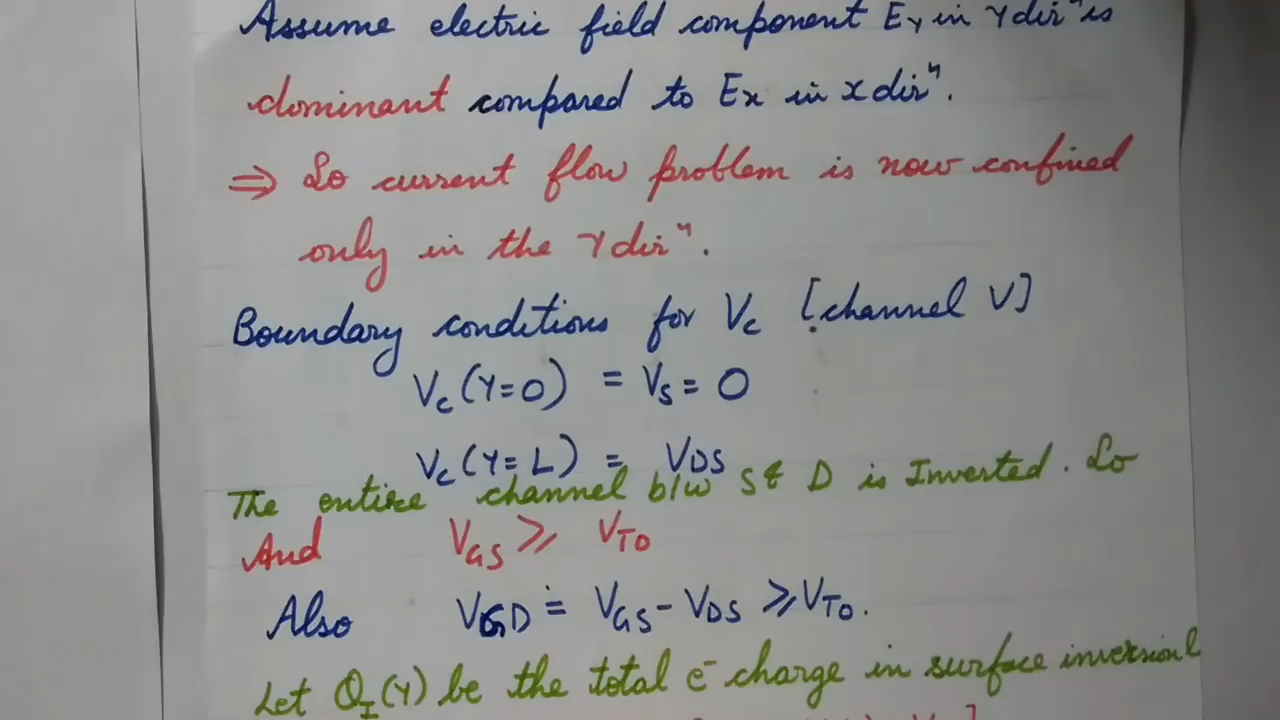 Assume electric field component Ey in Y dirⁿ is
dominant compared to Ex in x dirⁿ.
⇒ So current flow problem is now confined
only in the Y dirⁿ.
Boundary conditions for Vc [channel V]
Vc (Y=0) = Vs = 0
Vc (Y=L) = VDS
The entire channel b/w S & D is Inverted. So
And VGS ≥ VTO
Also VGD = VGS - VDS ≥ VTO.
Let QI(Y) be the total e⁻ charge in surface inversion